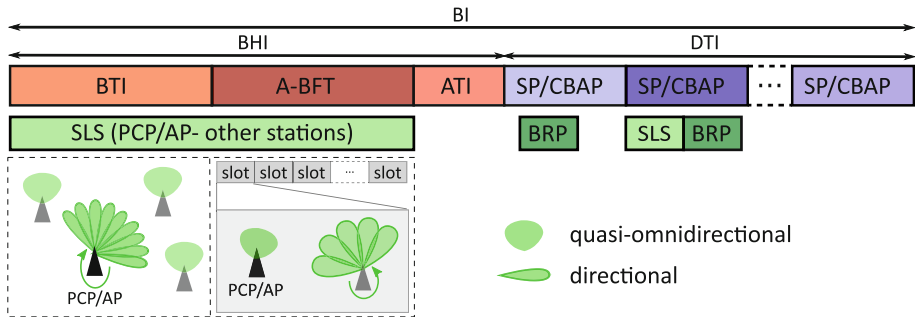 BI
BHI DTI
BTI A-BFT ATI SP/CBAP SP/CBAP ... SP/CBAP
SLS (PCP/AP- other stations) BRP SLS BRP
slot slot slot ... slot
quasi-omnidirectional
directional
PCP/AP
PCP/AP